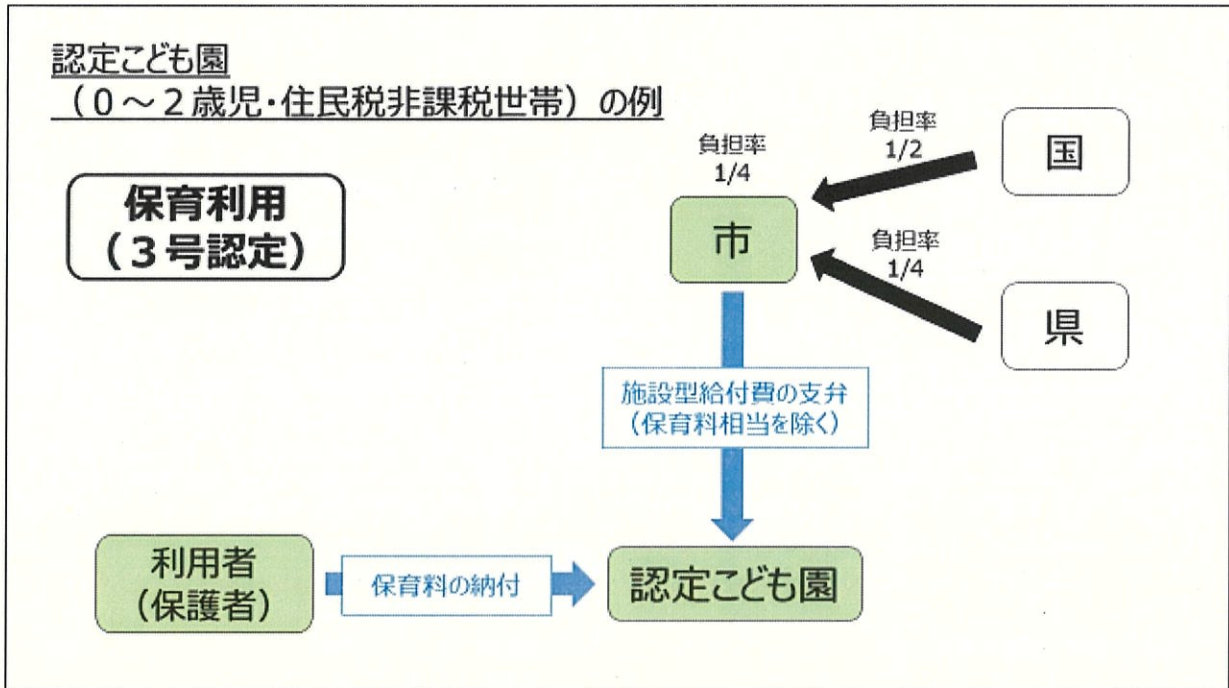 認定こども園
(0～2歳児・住民税非課税世帯)の例
保育利用
(3号認定)
負担率
1/4
負担率
1/2
国
市
負担率
1/4
県
施設型給付費の支弁
(保育料相当を除く)
利用者
(保護者)
保育料の納付
認定こども園